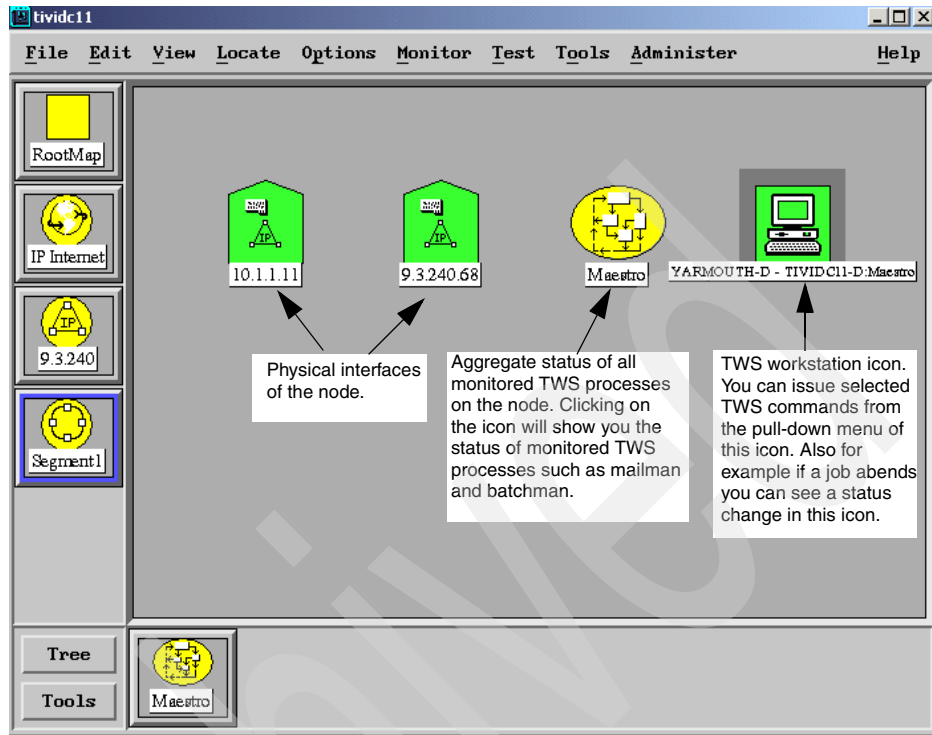 tividc11
File Edit View Locate Options Monitor Test Tools Administer Help
RootMap
IP Internet
IP
9.3.240
Segment1
IP
10.1.1.11
IP
9.3.240.68
Maestro
YARMOUTH-D - TIVIDC11-D:Maestro
Physical interfaces
of the node.
Aggregate status of all
monitored TWS processes
on the node. Clicking on
the icon will show you the
status of monitored TWS
processes such as mailman
and batchman.
TWS workstation icon.
You can issue selected
TWS commands from
the pull-down menu of
this icon. Also for
example if a job abends
you can see a status
change in this icon.
Tree
Tools
Maestro